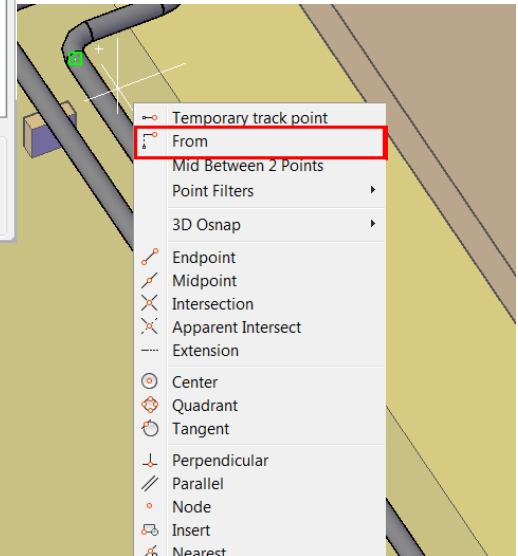 Temporary track point
From
Mid Between 2 Points
Point Filters
3D Osnap
Endpoint
Midpoint
Intersection
Apparent Intersect
Extension
Center
Quadrant
Tangent
Perpendicular
Parallel
Node
Insert
Nearest